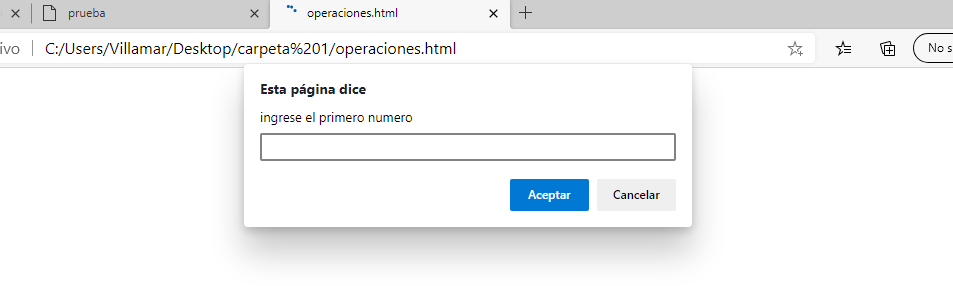 prueba
operaciones.html
ivo
C:/Users/Villamar/Desktop/carpeta%201/operaciones.html
No s
Esta página dice
ingrese el primero numero
Aceptar
Cancelar